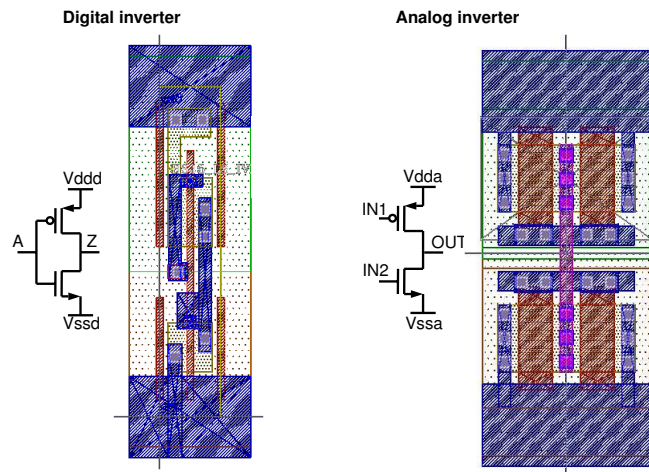 Digital inverter
Analog inverter
Vddd
A
Z
Vssd
Vdda
IN1
OUT
IN2
Vssa